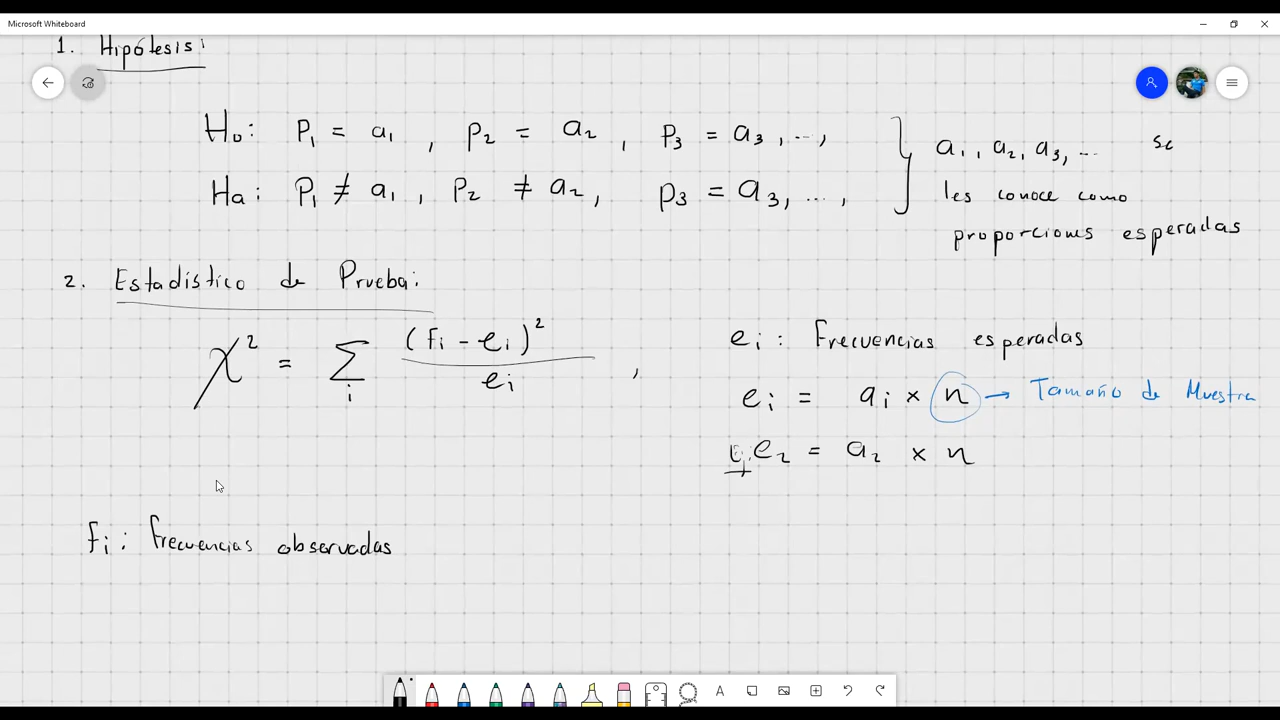 Microsoft Whiteboard
1. Hipótesis:
H₀: P₁ = a₁ , P₂ = a₂ , P₃ = a₃ , ... ,
Ha: P₁ ≠ a₁ , P₂ ≠ a₂ , P₃ = a₃ , ... ,
a₁, a₂, a₃, ... se
les conoce como
proporciones esperadas
2. Estadístico de Prueba:
χ² = Σᵢ (fᵢ - eᵢ)² / eᵢ ,
eᵢ : Frecuencias esperadas
eᵢ = aᵢ × n → Tamaño de Muestra
e₂ = a₂ × n
fᵢ : frecuencias observadas